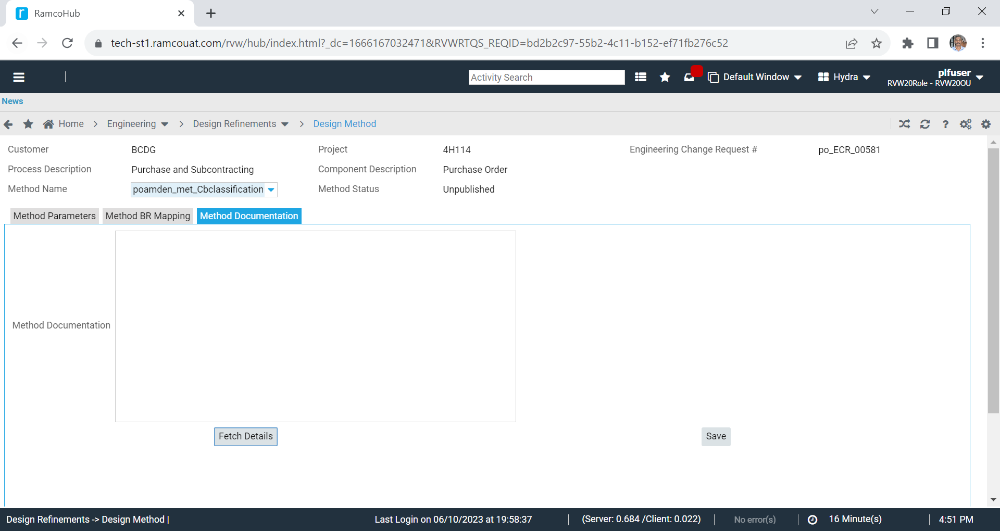 RamcoHub
tech-st1.ramcouat.com/rvw/hub/index.html?_dc=1666167032471&RVWRTQS_REQID=bd2b2c97-55b2-4c11-b152-ef71fb276c52
Activity Search
Default Window
Hydra
plfuser
RVW20Role - RVW20OU
News
Home > Engineering > Design Refinements > Design Method
Customer BCDG Project 4H114 Engineering Change Request # po_ECR_00581
Process Description Purchase and Subcontracting Component Description Purchase Order
Method Name poamden_met_Cbclassification Method Status Unpublished
Method Parameters Method BR Mapping Method Documentation
Method Documentation
Fetch Details Save
Design Refinements -> Design Method | Last Login on 06/10/2023 at 19:58:37 (Server: 0.684 /Client: 0.022) No error(s) 16 Minute(s) 4:51 PM